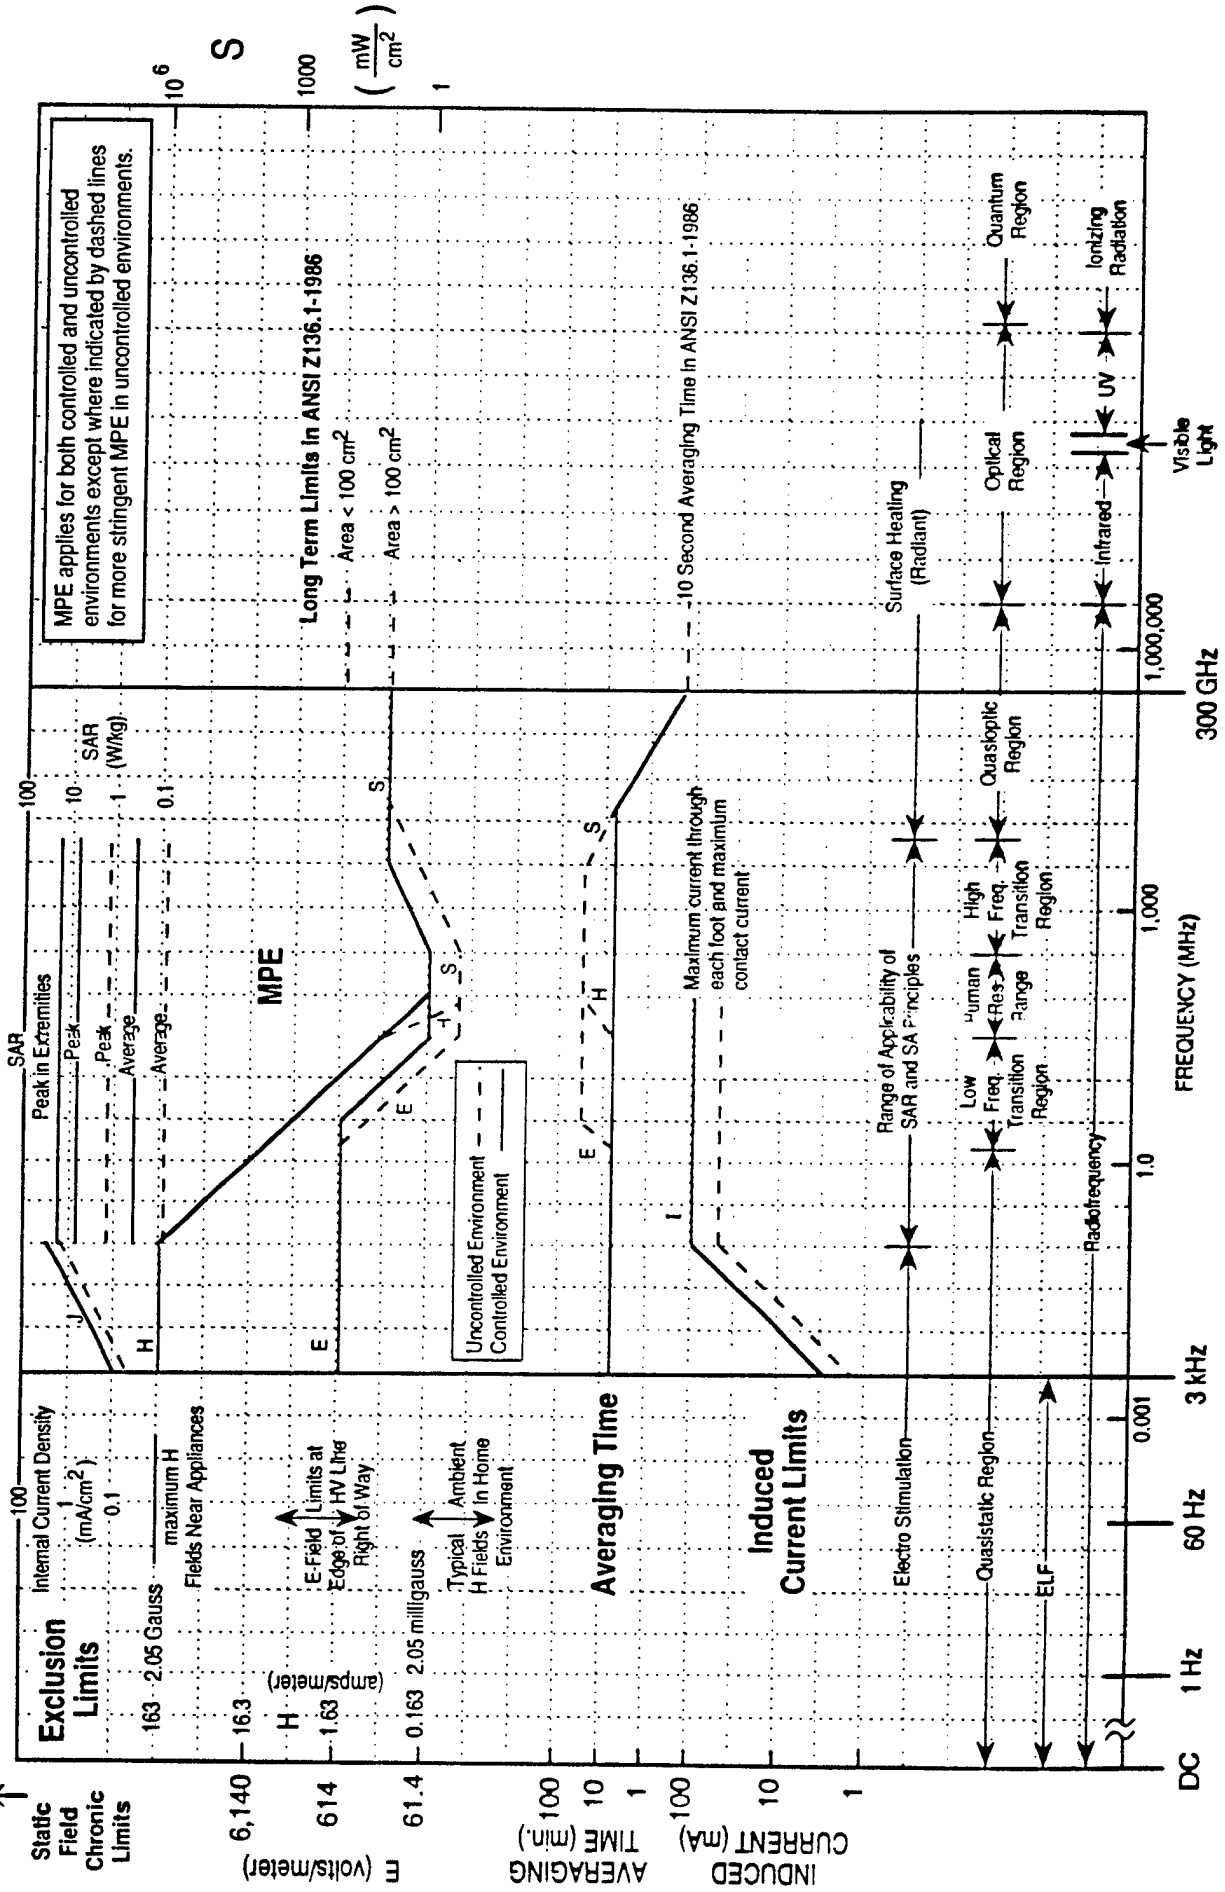 Static
Field
Chronic
Limits
Exclusion
Limits
100
Internal Current Density
1
(mA/cm2)
0.1
163 2.05 Gauss
maximum H
Fields Near Appliances
6,140
16.3
H
(amps/meter)
614
1.63
E-Field Limits at
Edge of HV Line
Right of Way
61.4
0.163 2.05 milligauss
Typical Ambient
H Fields In Home
Environment
E (volts/meter)
SAR
100
Peak in Extremities
Peak
Peak
Average
Average
10
SAR
1
(W/kg)
0.1
J
H
E
MPE
E
S
S
MPE applies for both controlled and uncontrolled
environments except where indicated by dashed lines
for more stringent MPE in uncontrolled environments.
10 6
S
1000
( mW
cm2 )
1
Long Term Limits in ANSI Z136.1-1986
Area < 100 cm2
Area > 100 cm2
Uncontrolled Environment
Controlled Environment
AVERAGING
TIME (min.)
100
10
1
Averaging Time
E
H
S
10 Second Averaging Time In ANSI Z136.1-1986
INDUCED
CURRENT (mA)
100
10
1
Induced
Current Limits
I
Maximum current through
each foot and maximum
contact current
Electro Stimulation
Range of Applicability of
SAR and SA Principles
Surface Heating
(Radiant)
Quasistatic Region
Low
Freq.
Transition
Region
Human
Res.
Range
High
Freq.
Transition
Region
Quasioptic
Region
Optical
Region
Quantum
Region
ELF
Radiofrequency
Infrared
UV
Ionizing
Radiation
Visible
Light
0.001
1.0
1,000
1,000,000
DC
1 Hz
60 Hz
3 kHz
FREQUENCY (MHz)
300 GHz